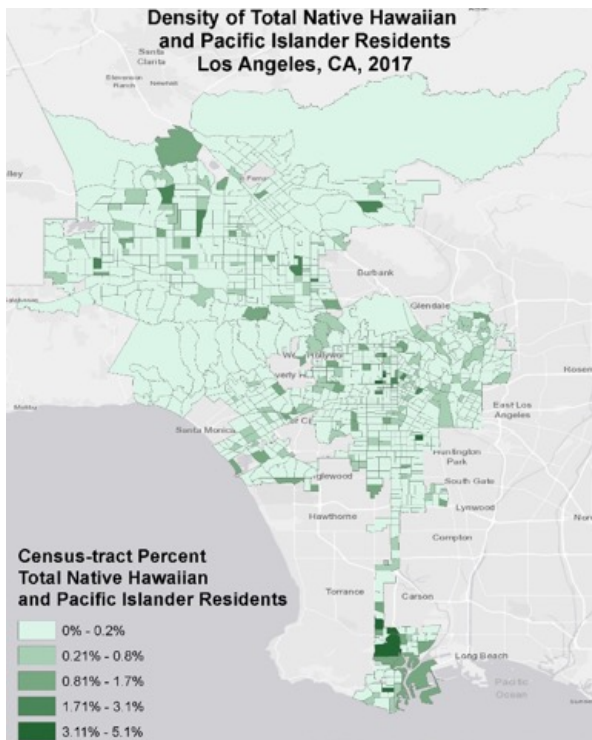 Density of Total Native Hawaiian
and Pacific Islander Residents
Los Angeles, CA, 2017
Santa
Clarita
Stevenson
Ranch
Newhall
Burbank
Glendale
East Los
Angeles
Santa Monica
Huntington
Park
South Gate
Lynwood
Hawthorne
Compton
Torrance
Carson
Long Beach
Pacific
Ocean
Census-tract Percent
Total Native Hawaiian
and Pacific Islander Residents
0% - 0.2%
0.21% - 0.8%
0.81% - 1.7%
1.71% - 3.1%
3.11% - 5.1%